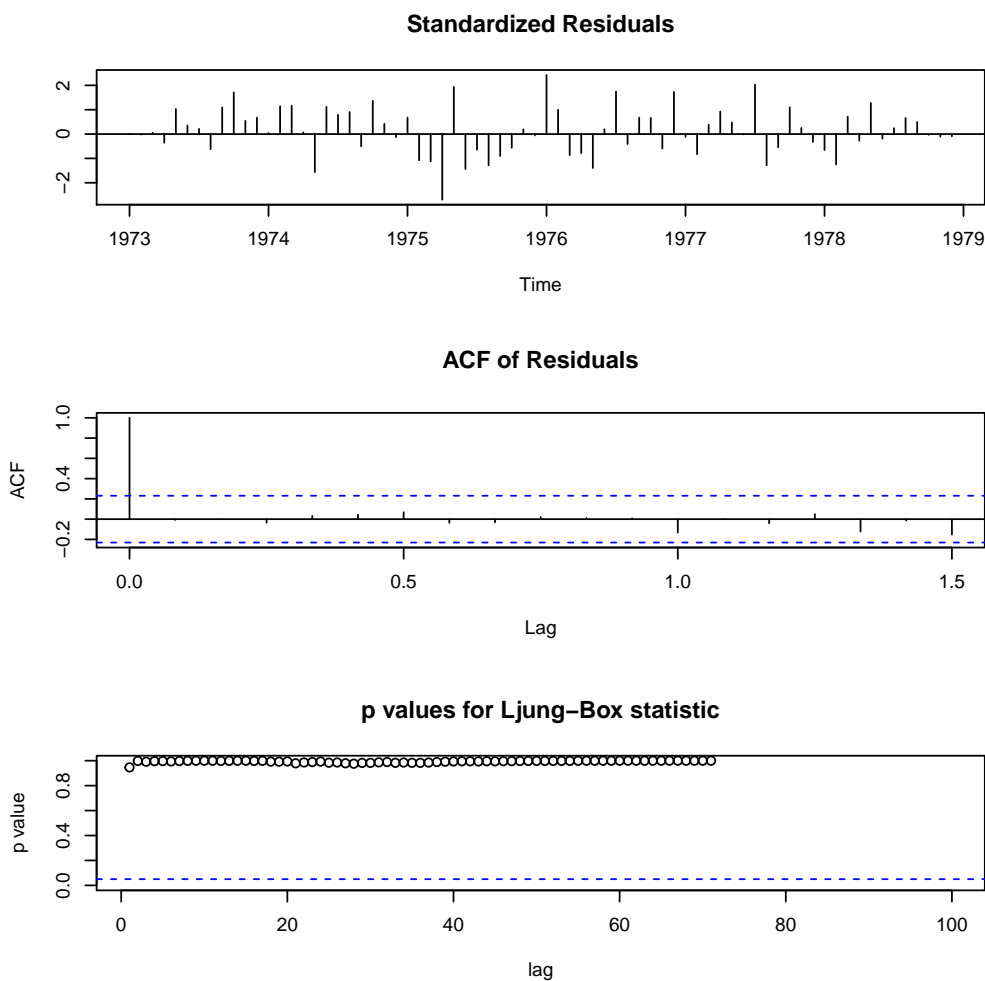 Standardized Residuals
2
0
−2
1973 1974 1975 1976 1977 1978 1979
Time
ACF of Residuals
ACF
1.0
0.4
−0.2
0.0 0.5 1.0 1.5
Lag
p values for Ljung−Box statistic
p value
0.8
0.4
0.0
0 20 40 60 80 100
lag